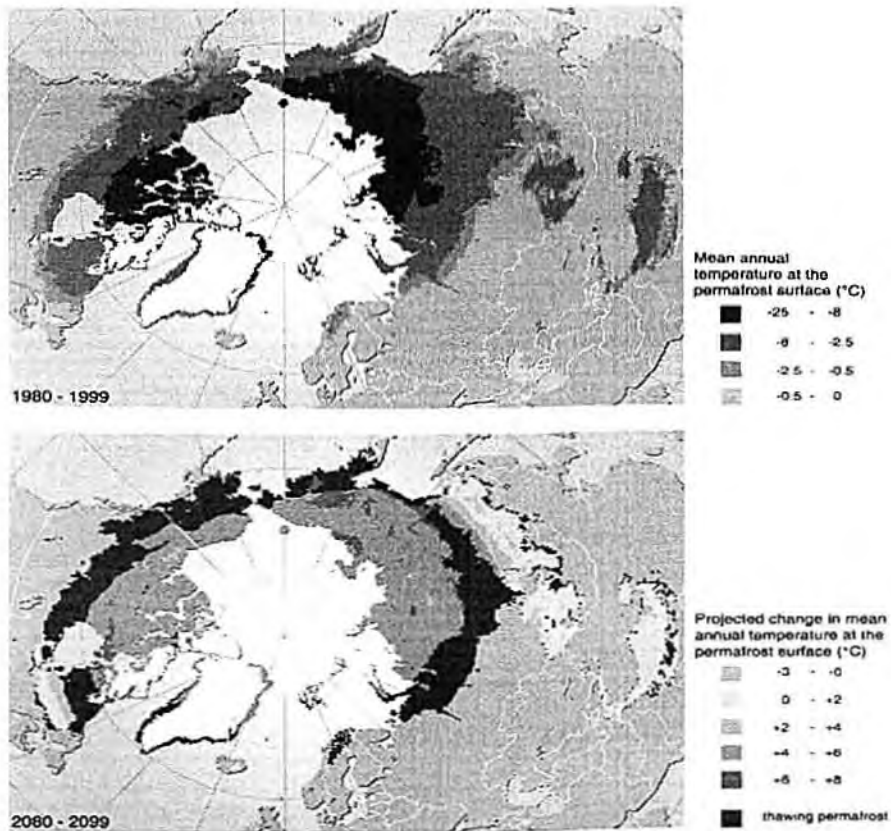 Mean annual
temperature at the
permafrost surface (°C)
-25 - -8
-8 - -2.5
-2.5 - -0.5
-0.5 - 0
1980 - 1999
Projected change in mean
annual temperature at the
permafrost surface (°C)
-3 - -0
0 - +2
+2 - +4
+4 - +6
+6 - +8
thawing permafrost
2080 - 2099